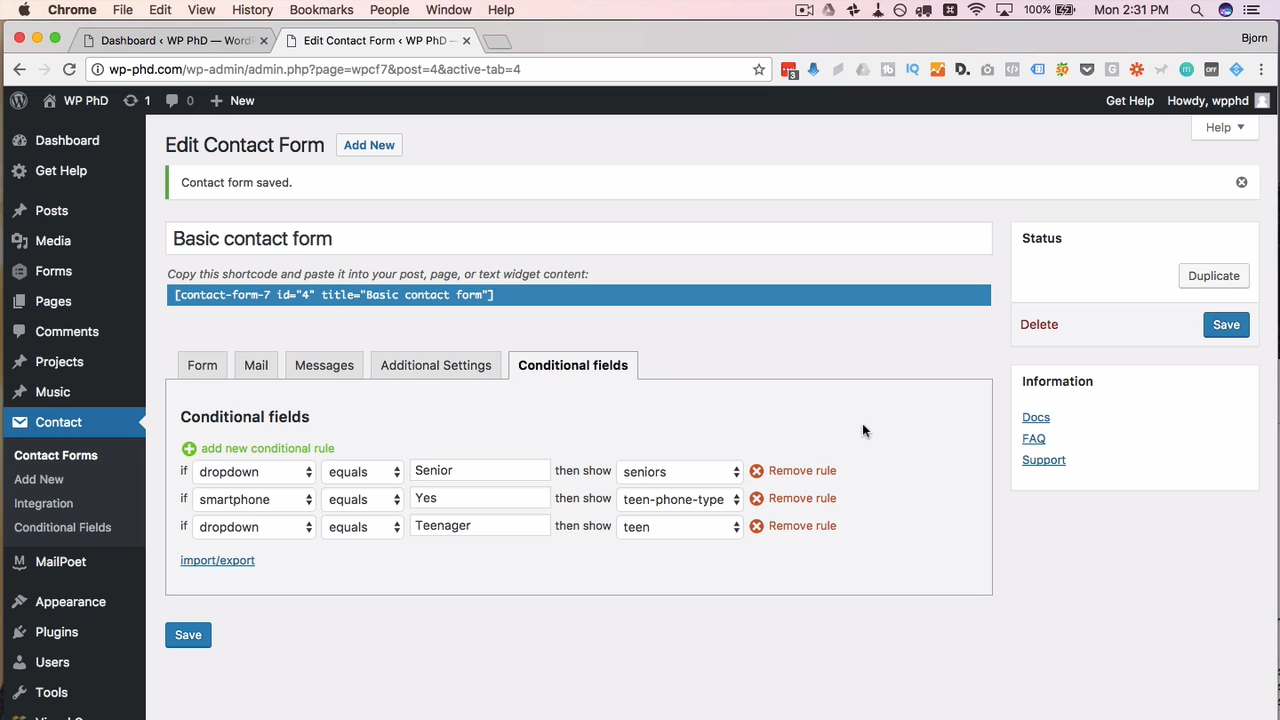 Chrome File Edit View History Bookmarks People Window Help 100% Mon 2:31 PM
Dashboard ‹ WP PhD — WordP Edit Contact Form ‹ WP PhD — Bjorn
wp-phd.com/wp-admin/admin.php?page=wpcf7&post=4&active-tab=4
WP PhD 1 0 New Get Help Howdy, wpphd
Help
Dashboard
Get Help
Posts
Media
Forms
Pages
Comments
Projects
Music
Contact
Contact Forms
Add New
Integration
Conditional Fields
MailPoet
Appearance
Plugins
Users
Tools
Edit Contact Form Add New
Contact form saved.
Basic contact form
Copy this shortcode and paste it into your post, page, or text widget content:
[contact-form-7 id="4" title="Basic contact form"]
Form Mail Messages Additional Settings Conditional fields
Conditional fields
add new conditional rule
if dropdown equals Senior then show seniors Remove rule
if smartphone equals Yes then show teen-phone-type Remove rule
if dropdown equals Teenager then show teen Remove rule
import/export
Save
Status
Duplicate
Delete Save
Information
Docs
FAQ
Support